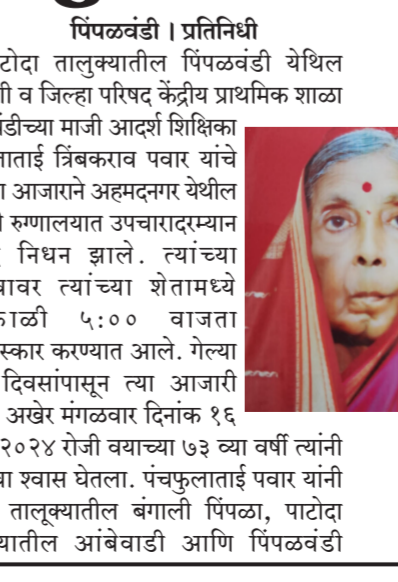 पिंपळवंडी । प्रतिनिधी
पाटोदा तालुक्यातील पिंपळवंडी येथिल
व जिल्हा परिषद केंद्रीय प्राथमिक शाळा
माजी आदर्श शिक्षिका
त्रिंबकराव पवार यांचे
आजाराने अहमदनगर येथील
रुग्णालयात उपचारादरम्यान
निधन झाले. त्यांच्या
त्यांच्या शेतामध्ये
५:०० वाजता
करण्यात आले. गेल्या
दिवसांपासून त्या आजारी
अखेर मंगळवार दिनांक १६
२०२४ रोजी वयाच्या ७३ व्या वर्षी त्यांनी
श्वास घेतला. पंचफुलाताई पवार यांनी
तालूक्यातील बंगाली पिंपळा, पाटोदा
आंबेवाडी आणि पिंपळवंडी